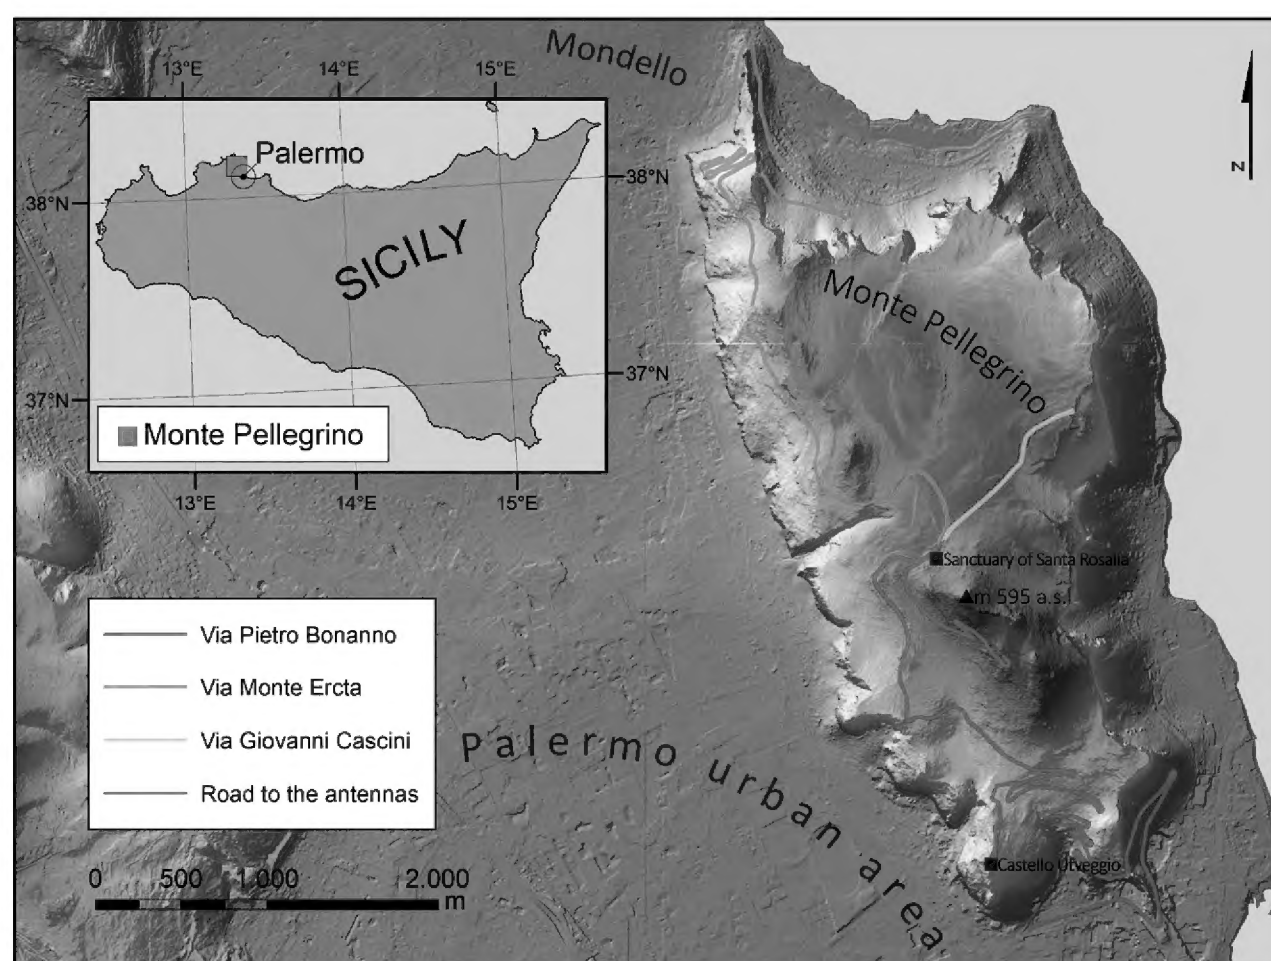 Mondello
13°E
14°E
15°E
Palermo
38°N
38°N
SICILY
37°N
37°N
Monte Pellegrino
13°E
14°E
15°E
N
Monte Pellegrino
Sanctuary of Santa Rosalia
m 595 a.s.l
Via Pietro Bonanno
Via Monte Ercta
Via Giovanni Cascini
Road to the antennas
Palermo urban area
0 500 1.000 2.000
m
Castello Utveggio